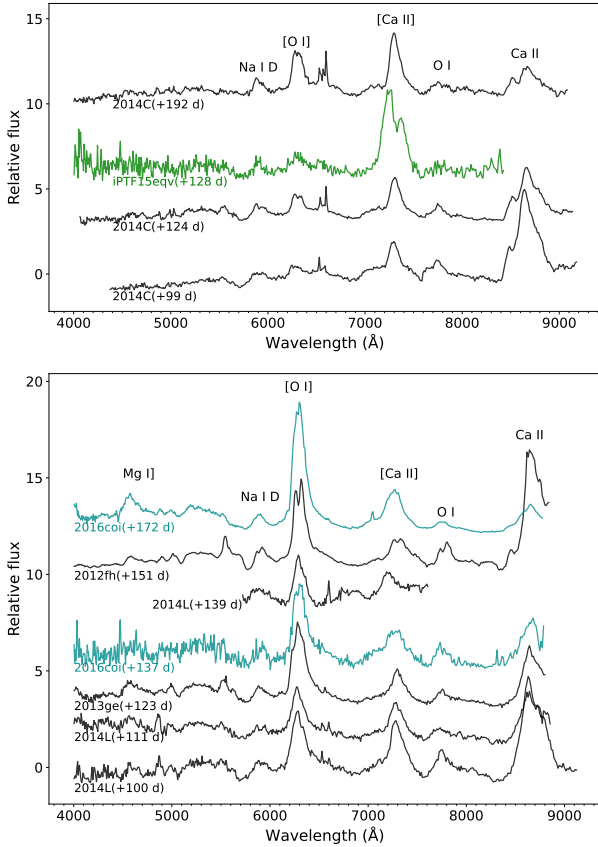 [Ca II]
[O I]
Na I D
O I
Ca II
15
10
5
0
2014C(+192 d)
iPTF15eqv(+128 d)
2014C(+124 d)
2014C(+99 d)
Relative flux
4000 5000 6000 7000 8000 9000
Wavelength (Å)
[O I]
Ca II
Mg I]
[Ca II]
Na I D
O I
20
15
10
5
0
2016coi(+172 d)
2012fh(+151 d)
2014L(+139 d)
2016coi(+137 d)
2013ge(+123 d)
2014L(+111 d)
2014L(+100 d)
Relative flux
4000 5000 6000 7000 8000 9000
Wavelength (Å)